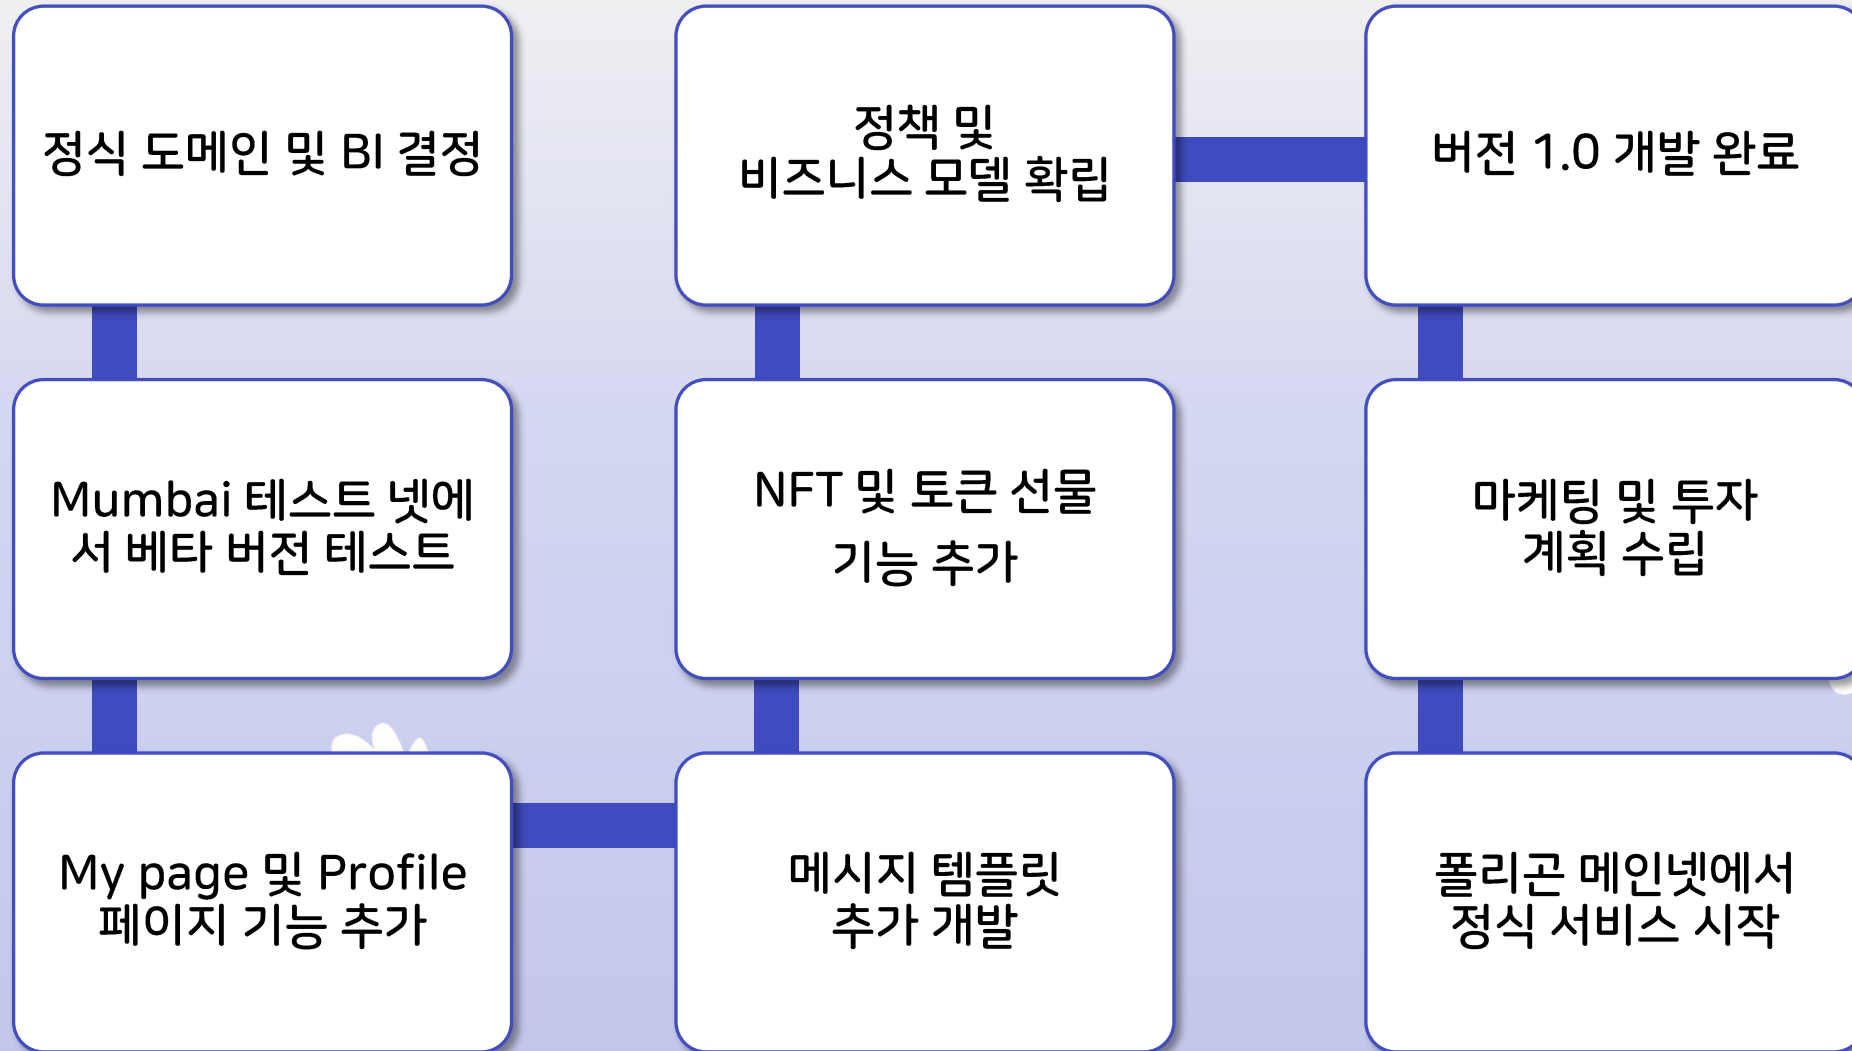 정식 도메인 및 BI 결정
Mumbai 테스트 넷에
서 베타 버전 테스트
My page 및 Profile
페이지 기능 추가
메시지 템플릿
추가 개발
NFT 및 토큰 선물
기능 추가
정책 및
비즈니스 모델 확립
버전 1.0 개발 완료
마케팅 및 투자
계획 수립
폴리곤 메인넷에서
정식 서비스 시작